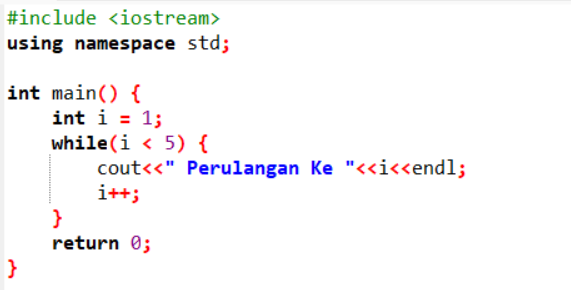 #include <iostream>
using namespace std;

int main() {
    int i = 1;
    while(i < 5) {
        cout<<" Perulangan Ke "<<i<<endl;
        i++;
    }
    return 0;
}